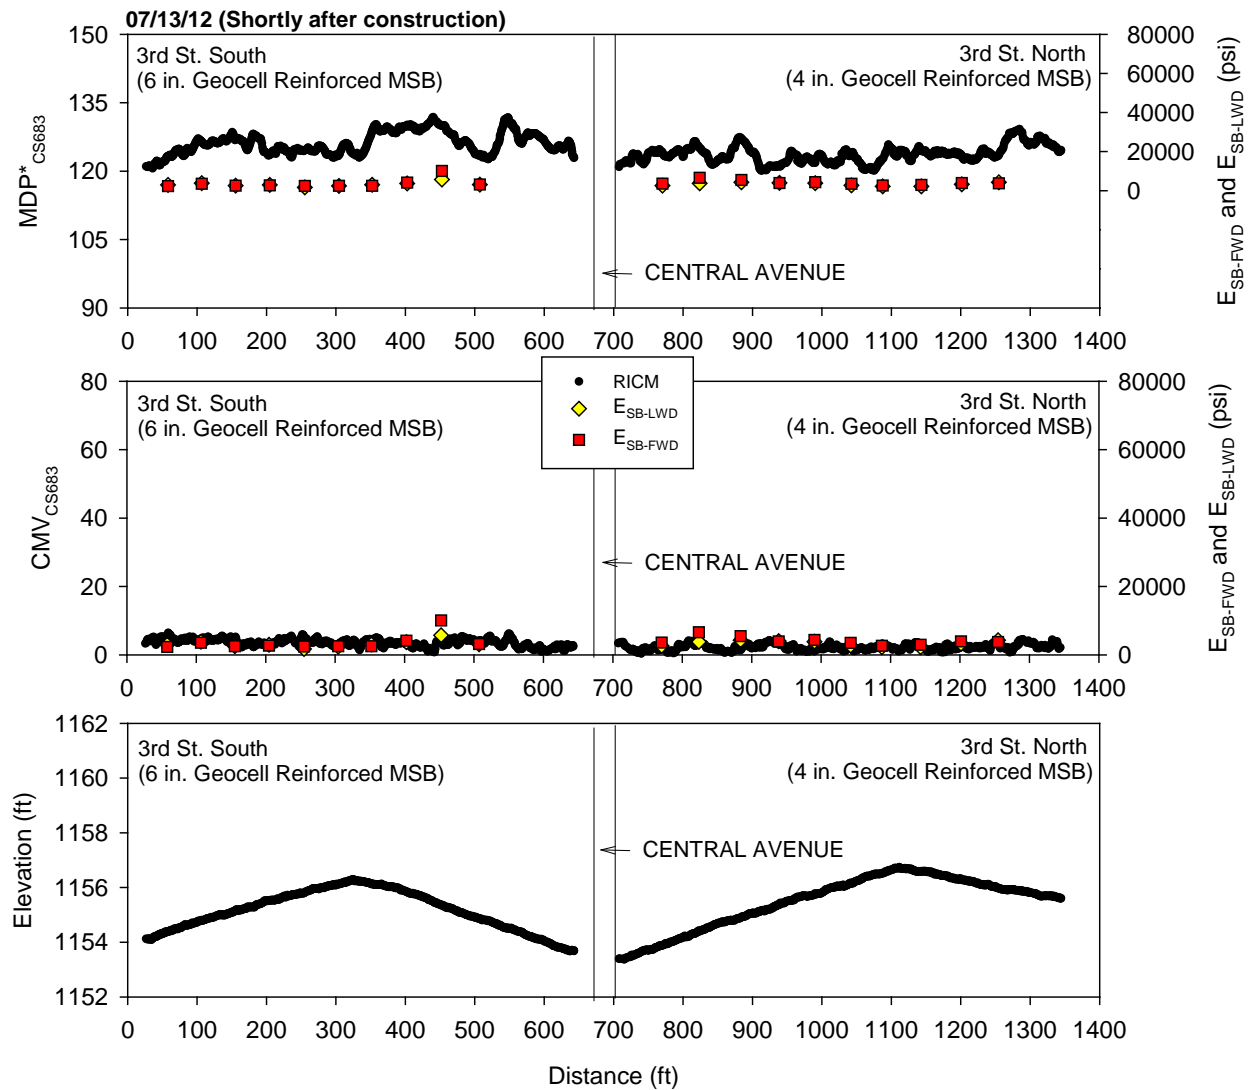 07/13/12 (Shortly after construction)
150
135
120
105
90
MDP*CS683
3rd St. South
(6 in. Geocell Reinforced MSB)
3rd St. North
(4 in. Geocell Reinforced MSB)
CENTRAL AVENUE
80000
60000
40000
20000
0
ESB-FWD and ESB-LWD (psi)
0 100 200 300 400 500 600 700 800 900 1000 1100 1200 1300 1400
80
60
40
20
0
CMVCS683
3rd St. South
(6 in. Geocell Reinforced MSB)
RICM
ESB-LWD
ESB-FWD
3rd St. North
(4 in. Geocell Reinforced MSB)
CENTRAL AVENUE
80000
60000
40000
20000
0
ESB-FWD and ESB-LWD (psi)
0 100 200 300 400 500 600 700 800 900 1000 1100 1200 1300 1400
1162
1160
1158
1156
1154
1152
Elevation (ft)
3rd St. South
(6 in. Geocell Reinforced MSB)
3rd St. North
(4 in. Geocell Reinforced MSB)
CENTRAL AVENUE
0 100 200 300 400 500 600 700 800 900 1000 1100 1200 1300 1400
Distance (ft)